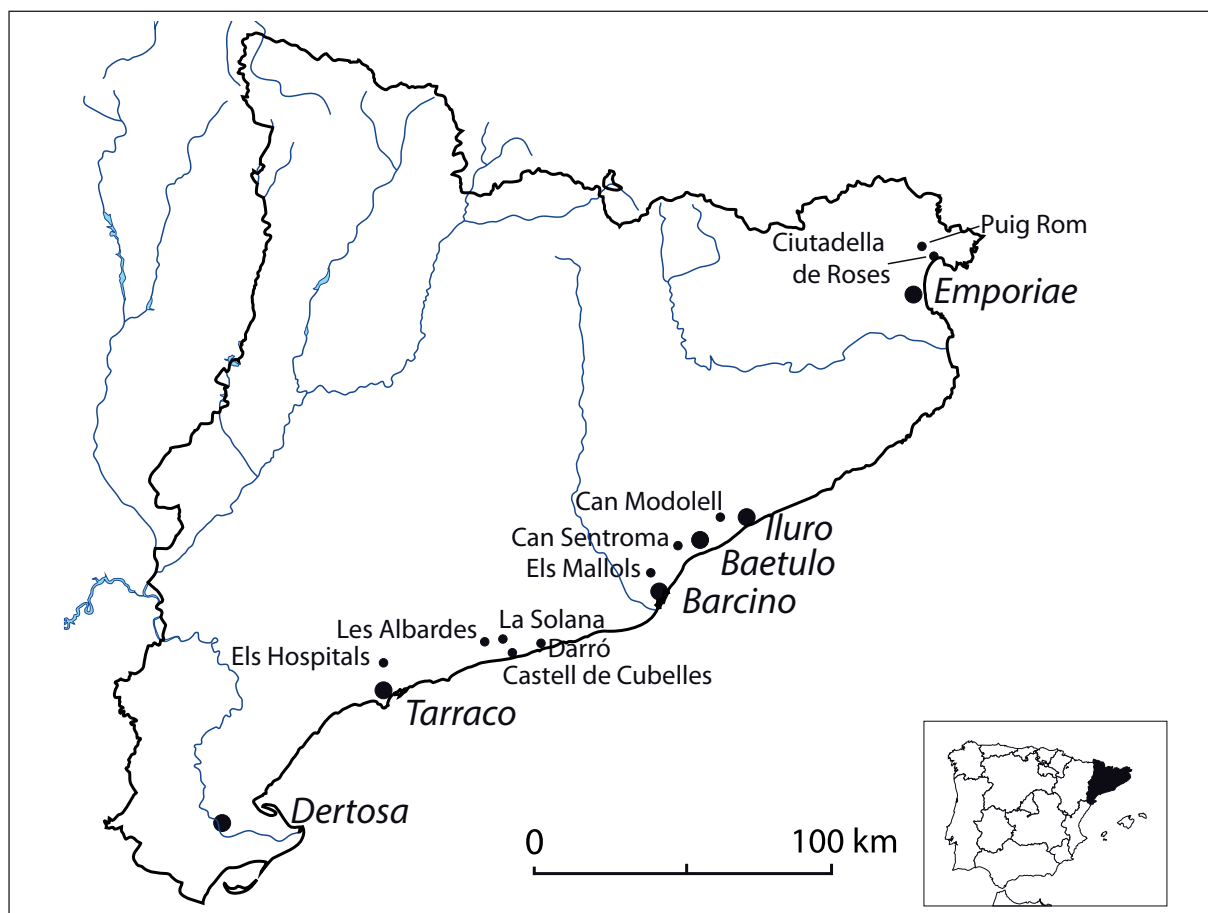 Puig Rom
Ciutadella
de Roses
Emporiae
Can Modolell
Iluro
Can Sentroma
Baetulo
Els Mallols
Barcino
La Solana
Les Albardes
Darró
Els Hospitals
Castell de Cubelles
Tarraco
Dertosa
0
100 km